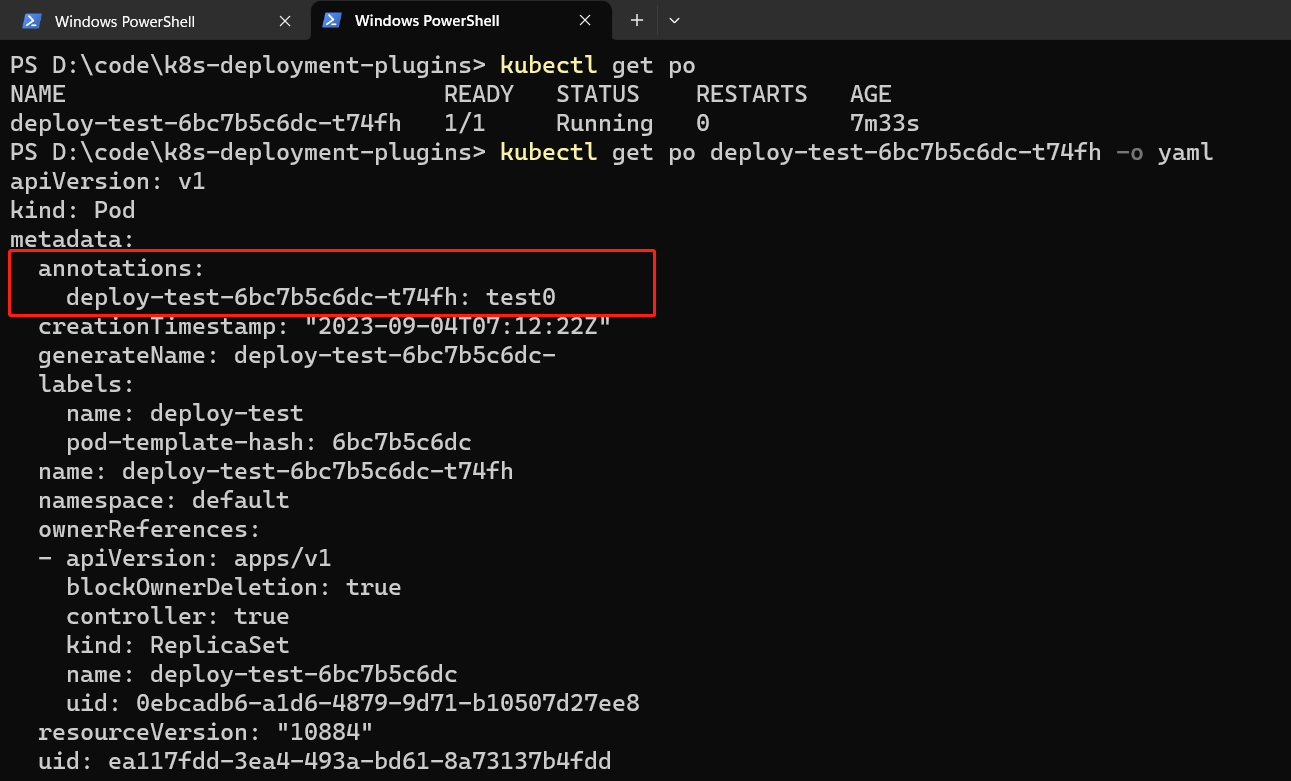 Windows PowerShell
Windows PowerShell
PS D:\code\k8s-deployment-plugins> kubectl get po
NAME                           READY   STATUS    RESTARTS   AGE
deploy-test-6bc7b5c6dc-t74fh   1/1     Running   0          7m33s
PS D:\code\k8s-deployment-plugins> kubectl get po deploy-test-6bc7b5c6dc-t74fh -o yaml
apiVersion: v1
kind: Pod
metadata:
  annotations:
    deploy-test-6bc7b5c6dc-t74fh: test0
  creationTimestamp: "2023-09-04T07:12:22Z"
  generateName: deploy-test-6bc7b5c6dc-
  labels:
    name: deploy-test
    pod-template-hash: 6bc7b5c6dc
  name: deploy-test-6bc7b5c6dc-t74fh
  namespace: default
  ownerReferences:
  - apiVersion: apps/v1
    blockOwnerDeletion: true
    controller: true
    kind: ReplicaSet
    name: deploy-test-6bc7b5c6dc
    uid: 0ebcadb6-a1d6-4879-9d71-b10507d27ee8
  resourceVersion: "10884"
  uid: ea117fdd-3ea4-493a-bd61-8a73137b4fdd